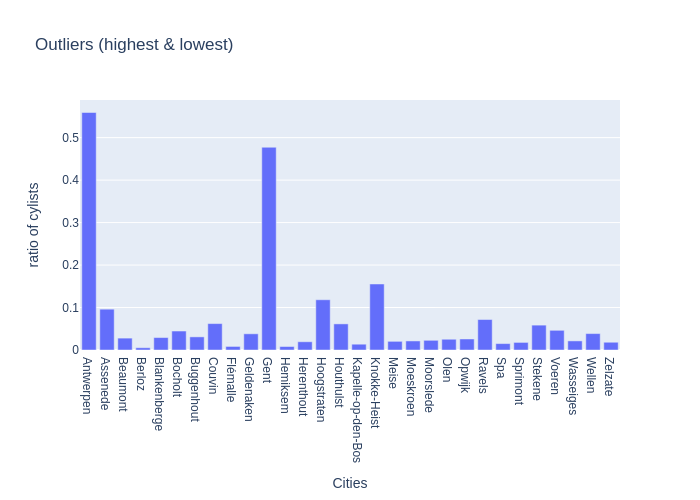 Outliers (highest & lowest)
ratio of cylists
0.5
0.4
0.3
0.2
0.1
0
Antwerpen
Assenede
Beaumont
Berloz
Blankenberge
Bocholt
Buggenhout
Couvin
Flémalle
Geldenaken
Gent
Hemiksem
Herenthout
Hoogstraten
Houthulst
Kapelle-op-den-Bos
Knokke-Heist
Meise
Moeskroen
Moorslede
Olen
Opwijk
Ravels
Spa
Sprimont
Stekene
Voeren
Wasseiges
Wellen
Zelzate
Cities